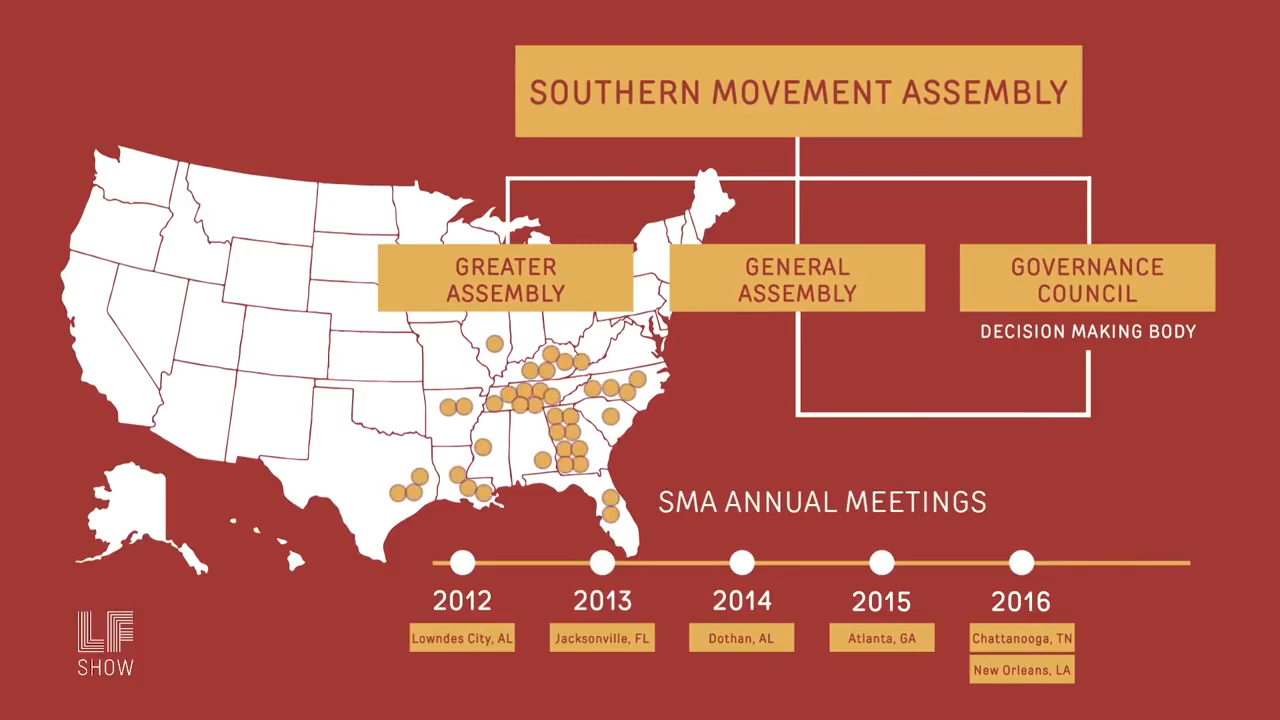 SOUTHERN MOVEMENT ASSEMBLY
GREATER
ASSEMBLY
GENERAL
ASSEMBLY
GOVERNANCE
COUNCIL
DECISION MAKING BODY
SMA ANNUAL MEETINGS
2012
2013
2014
2015
2016
Lowndes City, AL
Jacksonville, FL
Dothan, AL
Atlanta, GA
Chattanooga, TN
New Orleans, LA
LF
SHOW